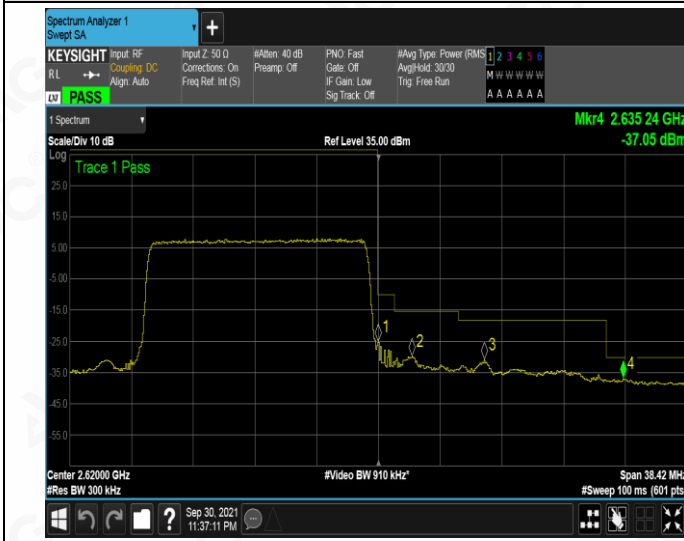 Spectrum Analyzer 1
Swept SA
+
KEYSIGHT Input: RF Input Z: 50 Ω #Atten: 40 dB PNO: Fast #Avg Type: Power (RMS 1 2 3 4 5 6
RL Coupling: DC Corrections: On Preamp: Off Gate: Off Avg|Hold: 30/30 M W W W W W
Align: Auto Freq Ref: Int (S) IF Gain: Low Trig: Free Run
PASS Sig Track: Off A A A A A A
1 Spectrum Mkr4 2.635 24 GHz
Scale/Div 10 dB Ref Level 35.00 dBm -37.05 dBm
Log
Trace 1 Pass
25.0
15.0
5.00
-5.00
-15.0
1
-25.0
2
3
4
-35.0
-45.0
-55.0
Center 2.62000 GHz #Video BW 910 kHz* Span 38.42 MHz
#Res BW 300 kHz #Sweep 100 ms (601 pts
? Sep 30, 2021
11:37:11 PM